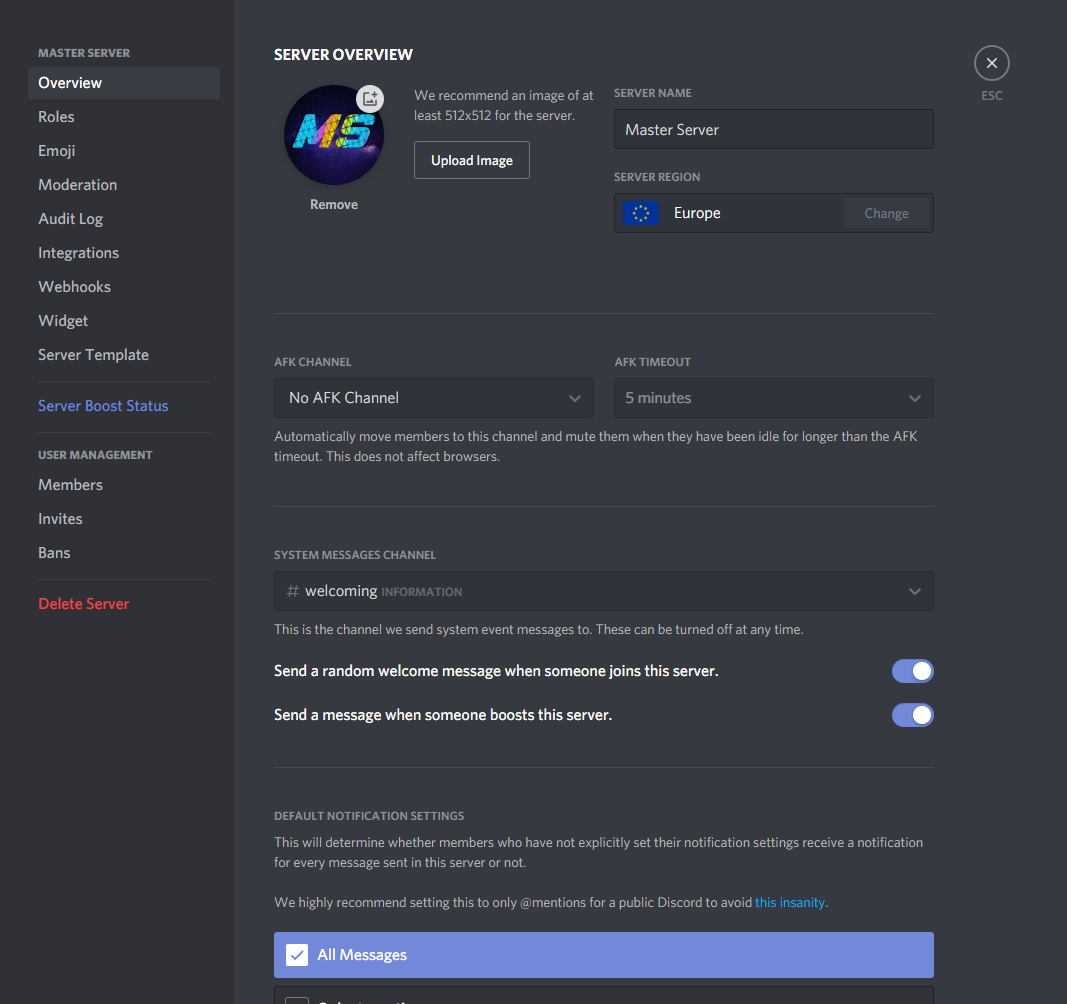 MASTER SERVER
Overview
Roles
Emoji
Moderation
Audit Log
Integrations
Webhooks
Widget
Server Template
Server Boost Status
USER MANAGEMENT
Members
Invites
Bans
Delete Server
SERVER OVERVIEW
MS
Remove
We recommend an image of at
least 512x512 for the server.
Upload Image
SERVER NAME
Master Server
SERVER REGION
Europe
Change
ESC
AFK CHANNEL
No AFK Channel
AFK TIMEOUT
5 minutes
Automatically move members to this channel and mute them when they have been idle for longer than the AFK
timeout. This does not affect browsers.
SYSTEM MESSAGES CHANNEL
# welcoming INFORMATION
This is the channel we send system event messages to. These can be turned off at any time.
Send a random welcome message when someone joins this server.
Send a message when someone boosts this server.
DEFAULT NOTIFICATION SETTINGS
This will determine whether members who have not explicitly set their notification settings receive a notification
for every message sent in this server or not.
We highly recommend setting this to only @mentions for a public Discord to avoid this insanity.
All Messages